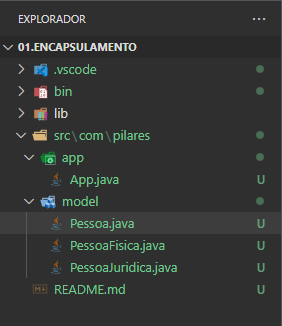 EXPLORADOR
01.ENCAPSULAMENTO
.vscode
bin
lib
src\com\pilares
app
App.java U
model
Pessoa.java U
PessoaFisica.java U
PessoaJuridica.java U
README.md U